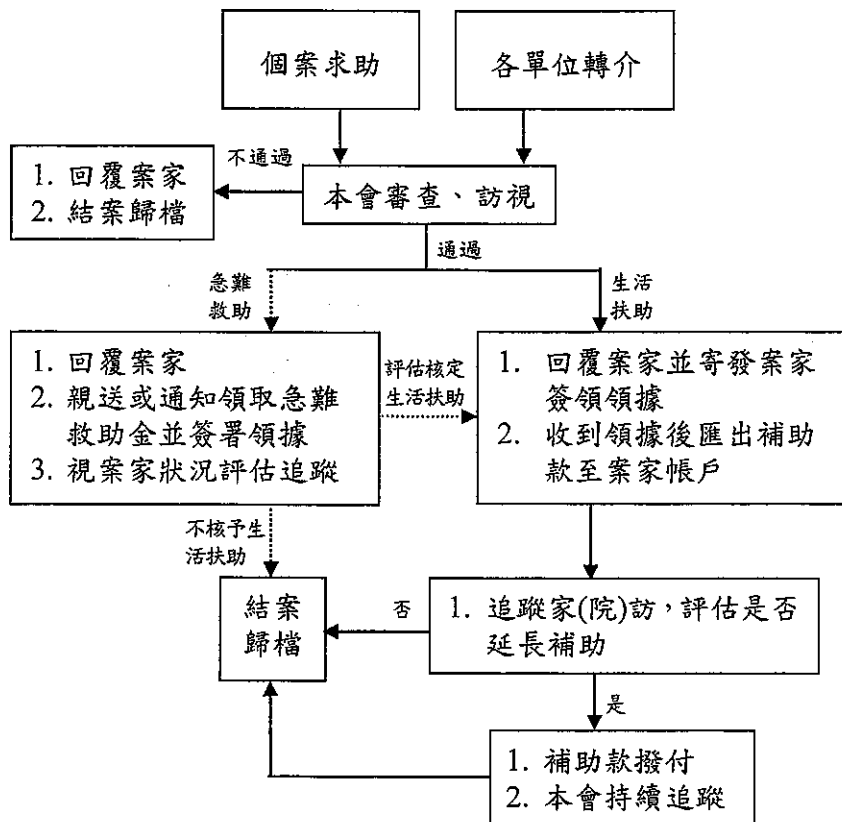 個案求助
各單位轉介
不通過
1. 回覆案家
2. 結案歸檔
本會審查、訪視
通過
急難
救助
生活
扶助
1. 回覆案家
2. 親送或通知領取急難
救助金並簽署領據
3. 視案家狀況評估追蹤
評估核定
生活扶助
1. 回覆案家並寄發案家
簽領領據
2. 收到領據後匯出補助
款至案家帳戶
不核予生
活扶助
結案
歸檔
否
1. 追蹤家(院)訪，評估是否
延長補助
是
1. 補助款撥付
2. 本會持續追蹤